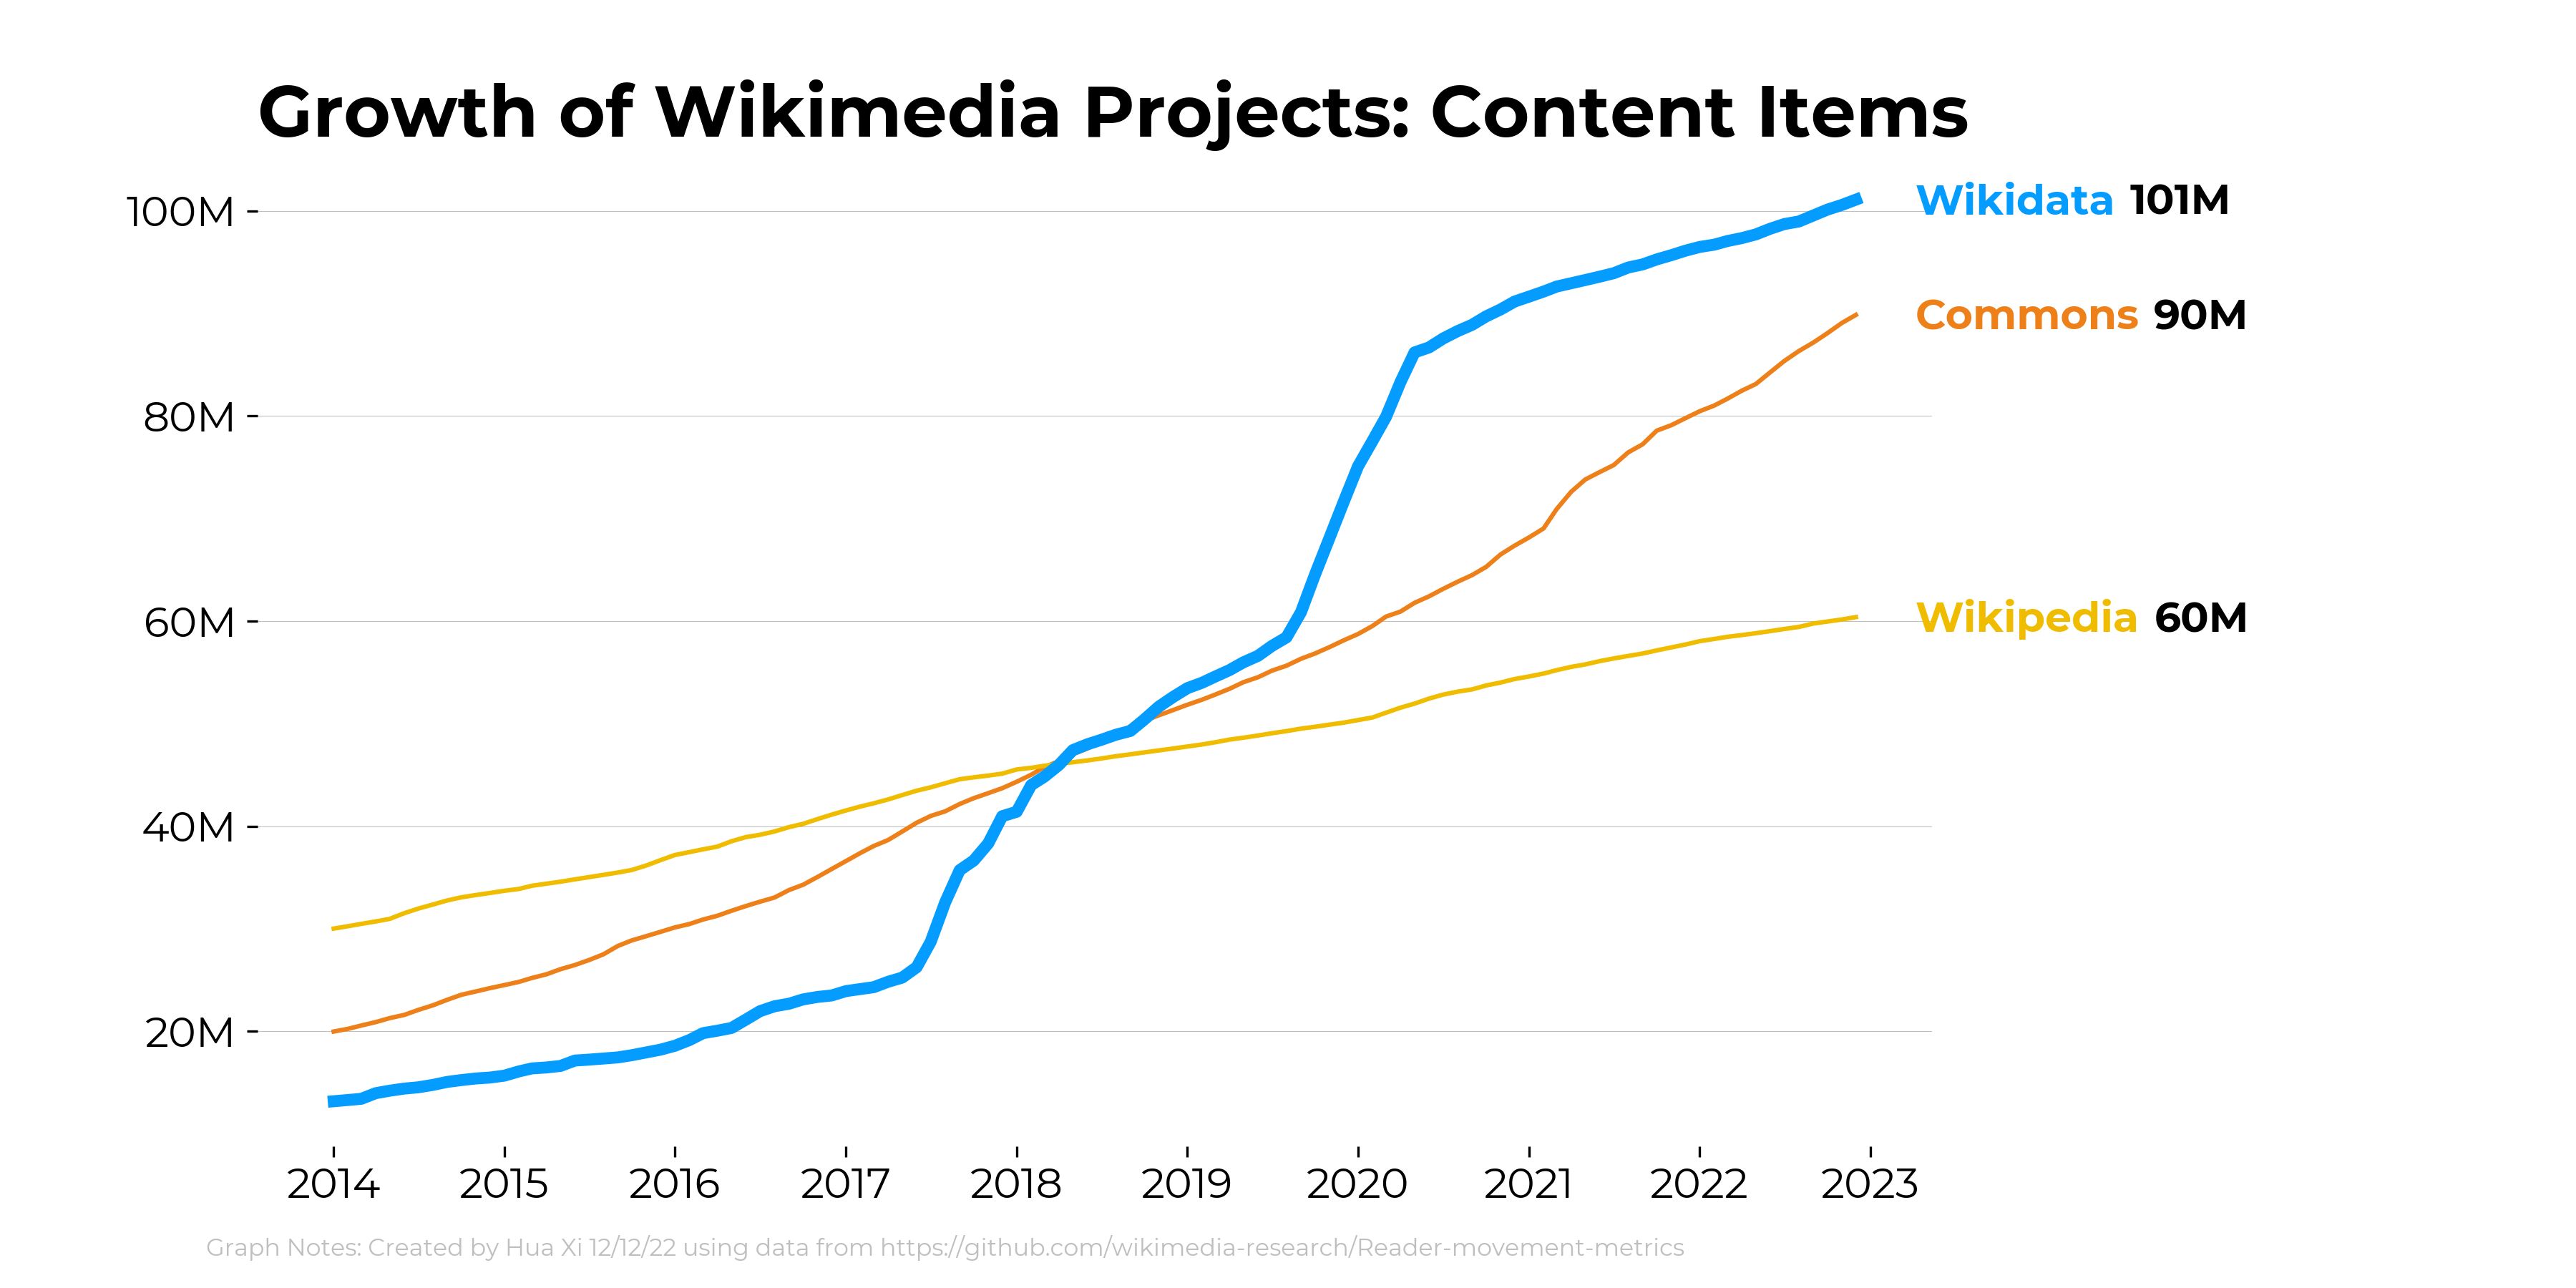 Growth of Wikimedia Projects: Content Items
100M
Wikidata 101M
Commons 90M
80M
60M
Wikipedia 60M
40M
20M
2014 2015 2016 2017 2018 2019 2020 2021 2022 2023
Graph Notes: Created by Hua Xi 12/12/22 using data from https://github.com/wikimedia-research/Reader-movement-metrics